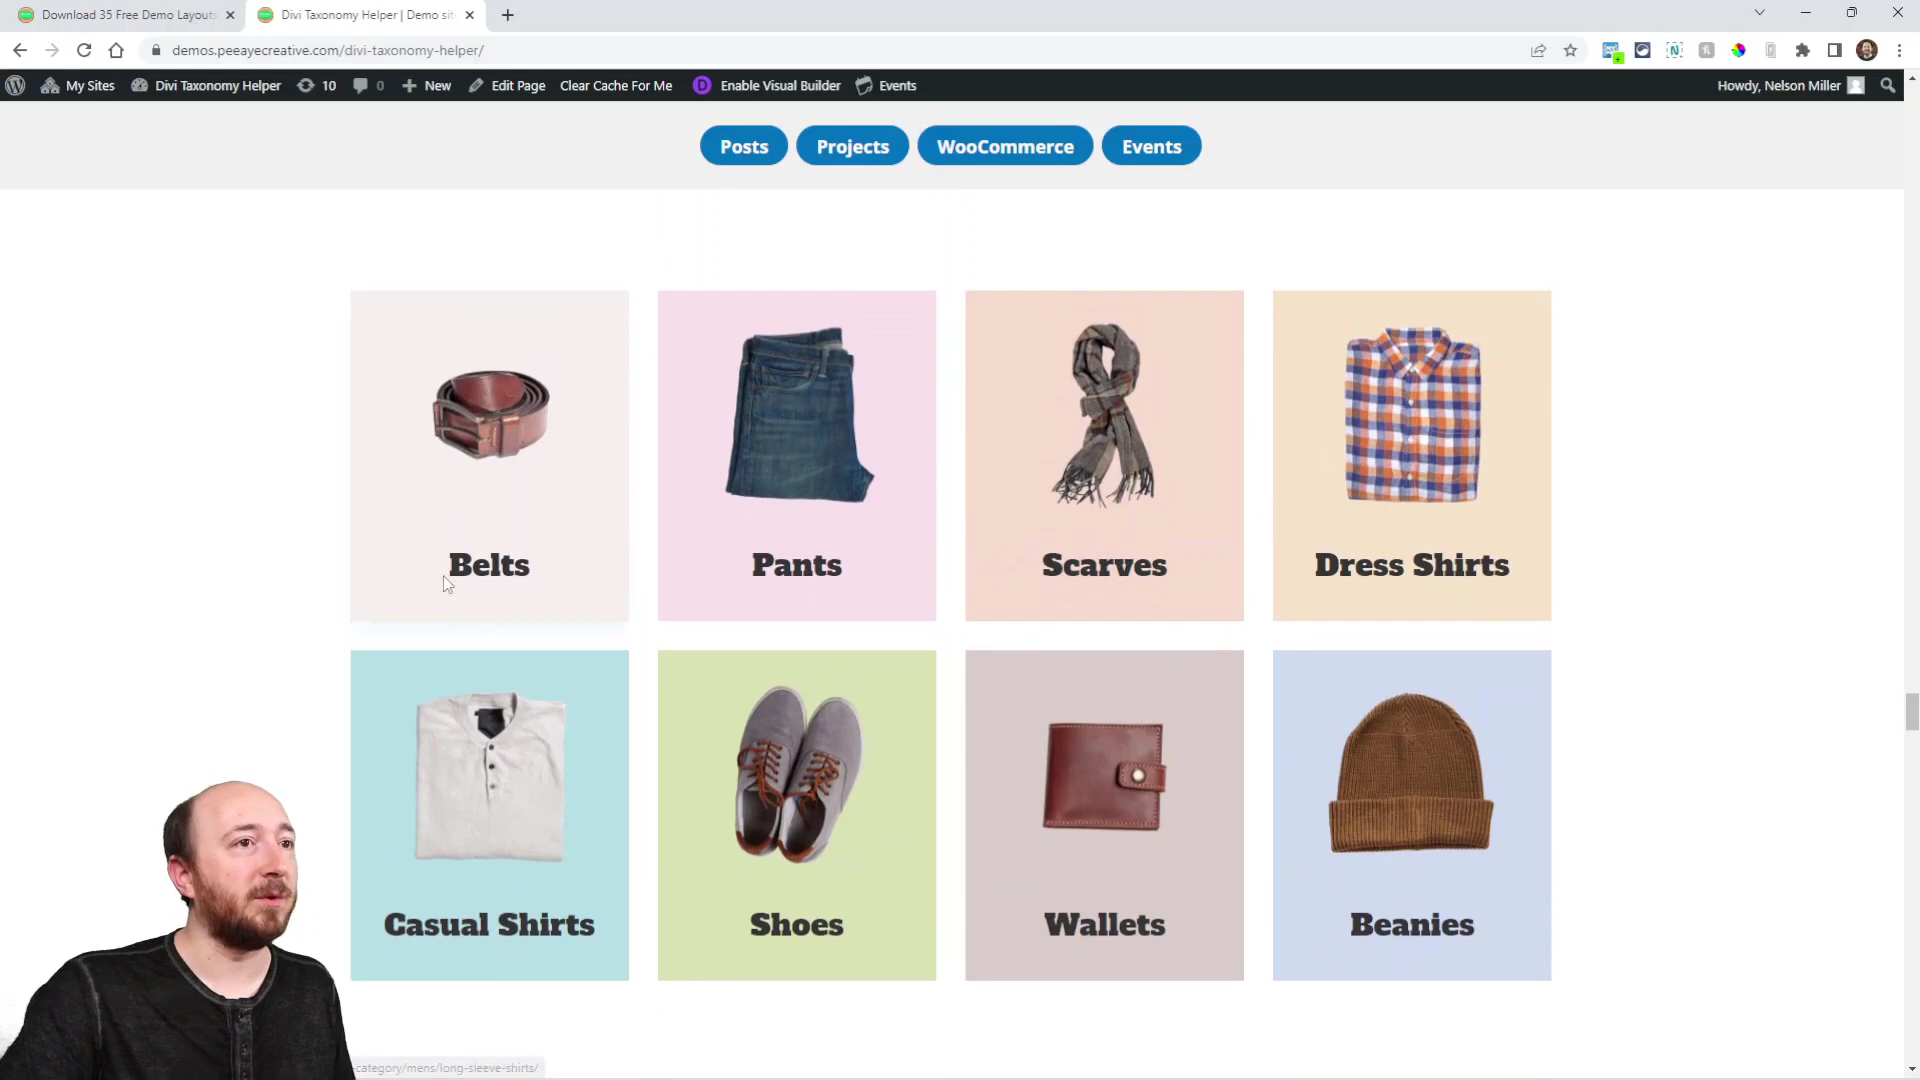 Download 35 Free Demo Layouts
Divi Taxonomy Helper | Demo sit
demos.peeayecreative.com/divi-taxonomy-helper/
My Sites
Divi Taxonomy Helper
10
0
New
Edit Page
Clear Cache For Me
Enable Visual Builder
Events
Howdy, Nelson Miller
Posts
Projects
WooCommerce
Events
Belts
Pants
Scarves
Dress Shirts
Casual Shirts
Shoes
Wallets
Beanies
-category/mens/long-sleeve-shirts/